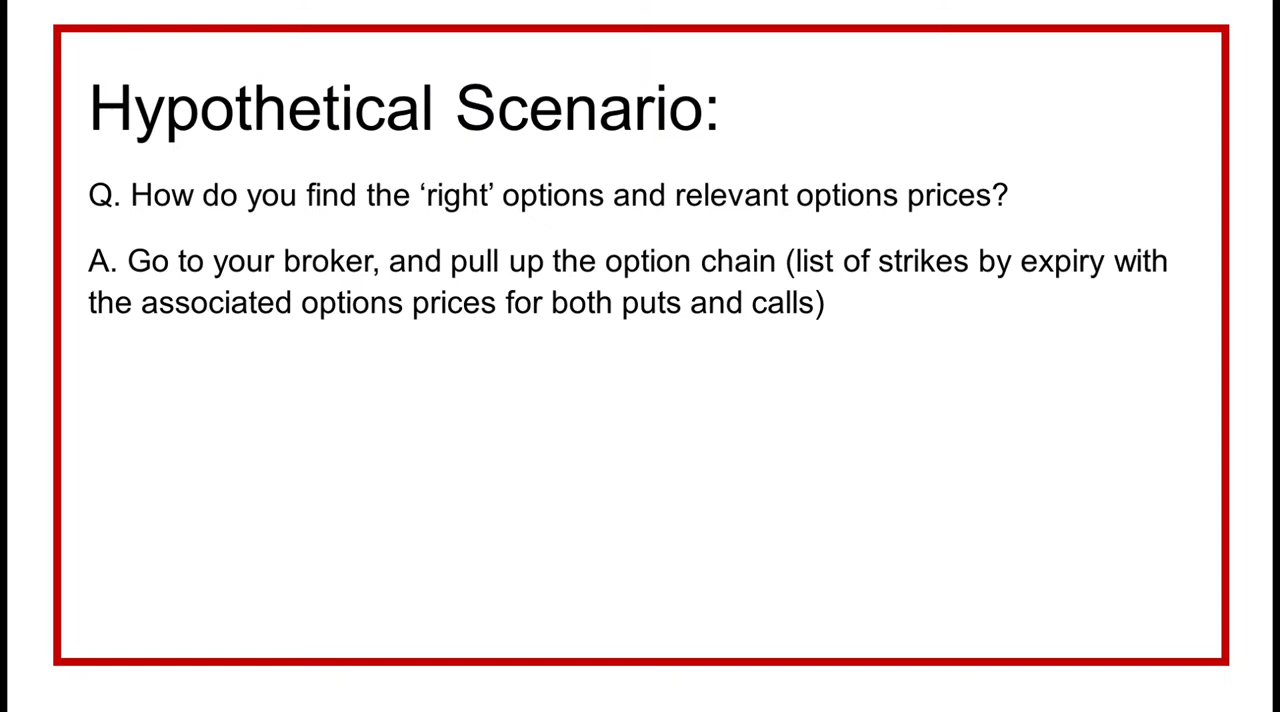 Hypothetical Scenario:
Q. How do you find the ‘right’ options and relevant options prices?
A. Go to your broker, and pull up the option chain (list of strikes by expiry with
the associated options prices for both puts and calls)